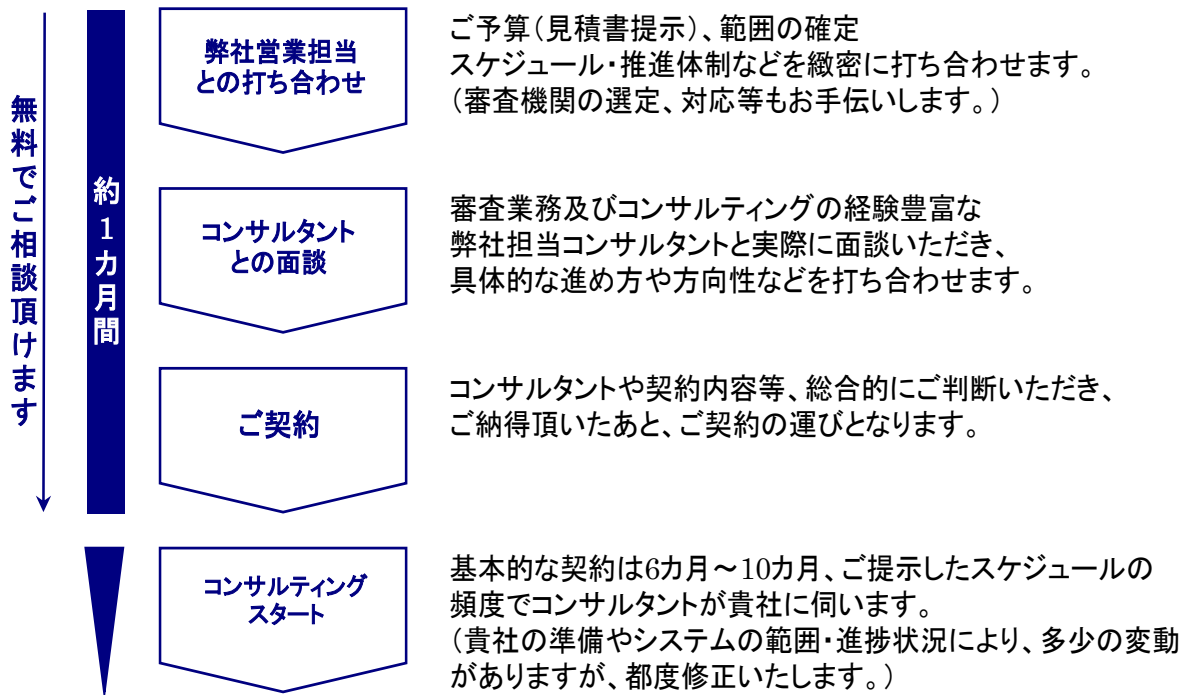 無料でご相談頂けます
約1カ月間
弊社営業担当
との打ち合わせ
ご予算（見積書提示）、範囲の確定
スケジュール・推進体制などを緻密に打ち合わせます。
（審査機関の選定、対応等もお手伝いします。）
コンサルタント
との面談
審査業務及びコンサルティングの経験豊富な
弊社担当コンサルタントと実際に面談いただき、
具体的な進め方や方向性などを打ち合わせます。
ご契約
コンサルタントや契約内容等、総合的にご判断いただき、
ご納得頂いたあと、ご契約の運びとなります。
コンサルティング
スタート
基本的な契約は6カ月～10カ月、ご提示したスケジュールの
頻度でコンサルタントが貴社に伺います。
（貴社の準備やシステムの範囲・進捗状況により、多少の変動
がありますが、都度修正いたします。）